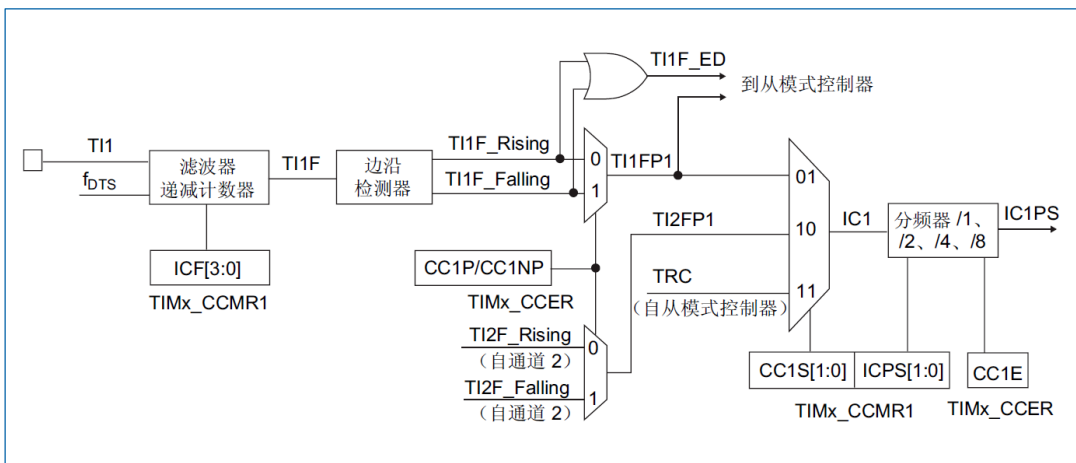 TI1F_ED
到从模式控制器
TI1
f_DTS
滤波器
递减计数器
TI1F
边沿
检测器
TI1F_Rising
TI1F_Falling
0
1
TI1FP1
TI2FP1
TRC
（自从模式控制器）
01
10
11
IC1
分频器 /1、
/2、/4、/8
IC1PS
ICF[3:0]
TIMx_CCMR1
CC1P/CC1NP
TIMx_CCER
TI2F_Rising
（自通道 2）
TI2F_Falling
（自通道 2）
0
1
CC1S[1:0]
ICPS[1:0]
TIMx_CCMR1
CC1E
TIMx_CCER